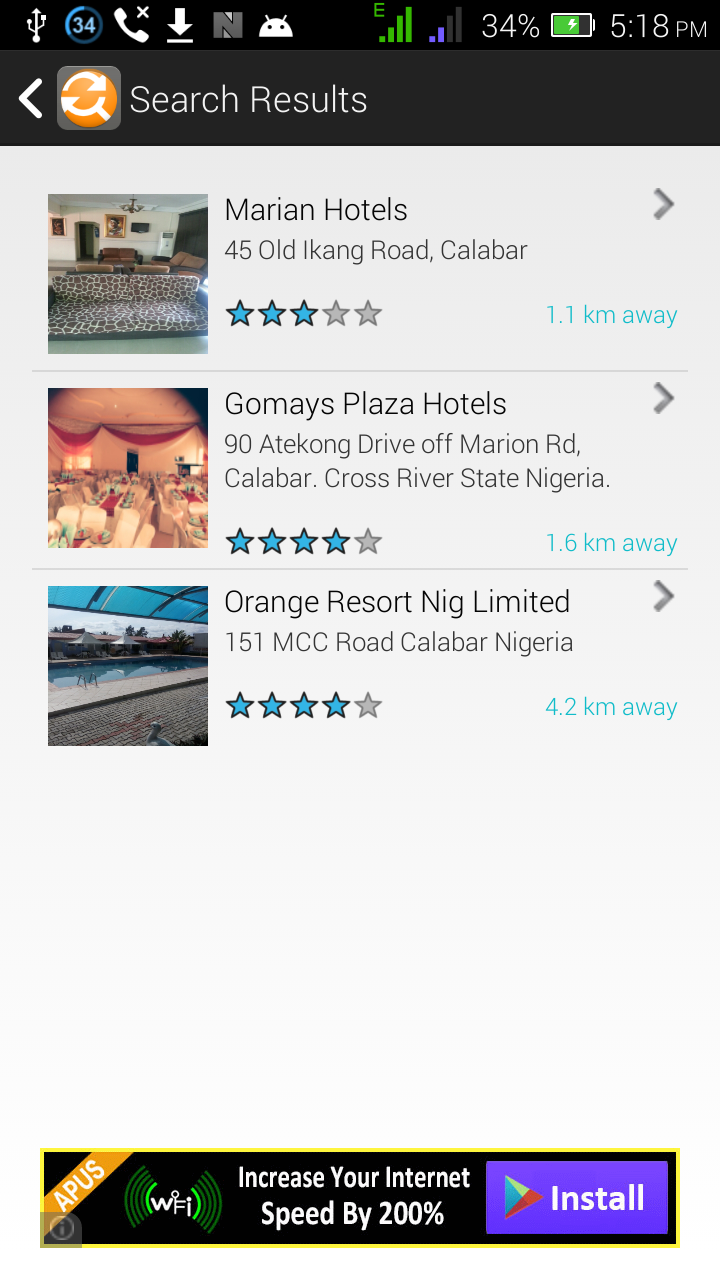 34
E
34%
5:18 PM
Search Results
Marian Hotels
45 Old Ikang Road, Calabar
1.1 km away
Gomays Plaza Hotels
90 Atekong Drive off Marion Rd,
Calabar. Cross River State Nigeria.
1.6 km away
Orange Resort Nig Limited
151 MCC Road Calabar Nigeria
4.2 km away
APUS
WiFi
Increase Your Internet
Speed By 200%
Install